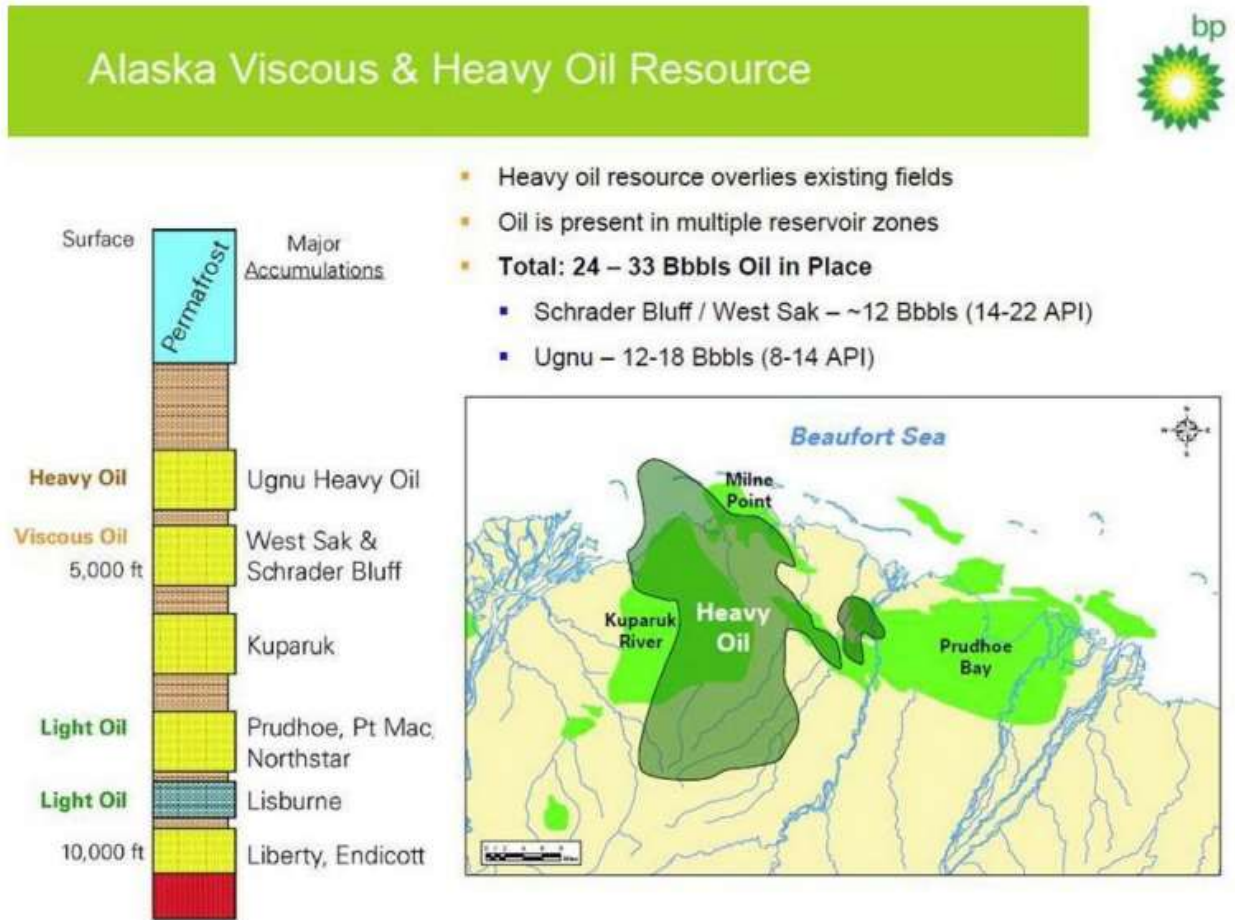 Alaska Viscous & Heavy Oil Resource
bp
Heavy oil resource overlies existing fields
Oil is present in multiple reservoir zones
Total: 24 – 33 Bbbls Oil in Place
Schrader Bluff / West Sak – ~12 Bbbls (14-22 API)
Ugnu – 12-18 Bbbls (8-14 API)
Surface
Permafrost
Major
Accumulations
Heavy Oil
Ugnu Heavy Oil
Viscous Oil
5,000 ft
West Sak &
Schrader Bluff
Kuparuk
Light Oil
Prudhoe, Pt Mac,
Northstar
Light Oil
Lisburne
10,000 ft
Liberty, Endicott
Beaufort Sea
Milne
Point
Kuparuk
River
Heavy
Oil
Prudhoe
Bay